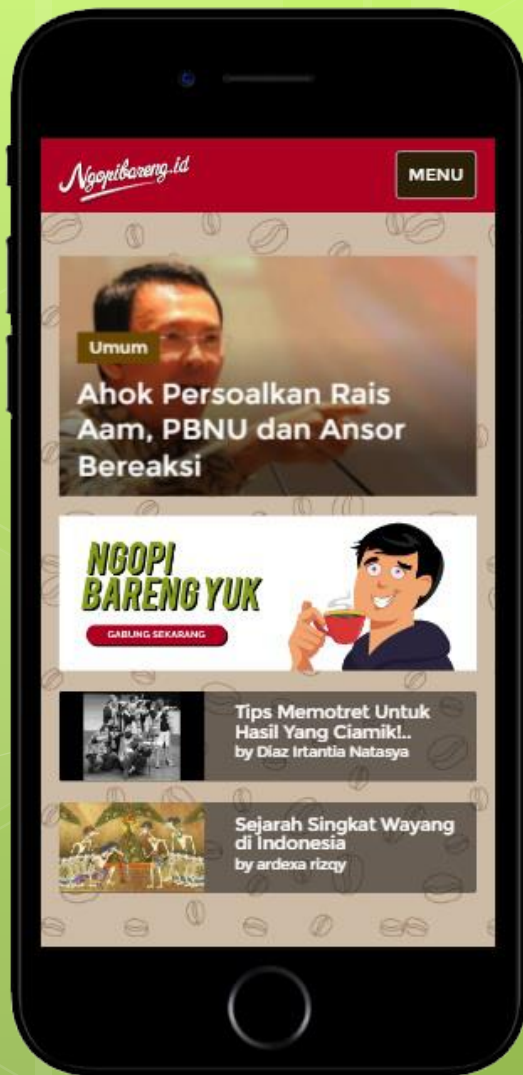 Ngopibareng.id
MENU
Umum
Ahok Persoalkan Rais
Aam, PBNU dan Ansor
Bereaksi
NGOPI
BARENG YUK
GABUNG SEKARANG
Tips Memotret Untuk
Hasil Yang Ciamik!..
by Diaz Irtantia Natasya
Sejarah Singkat Wayang
di Indonesia
by ardexa rizqy